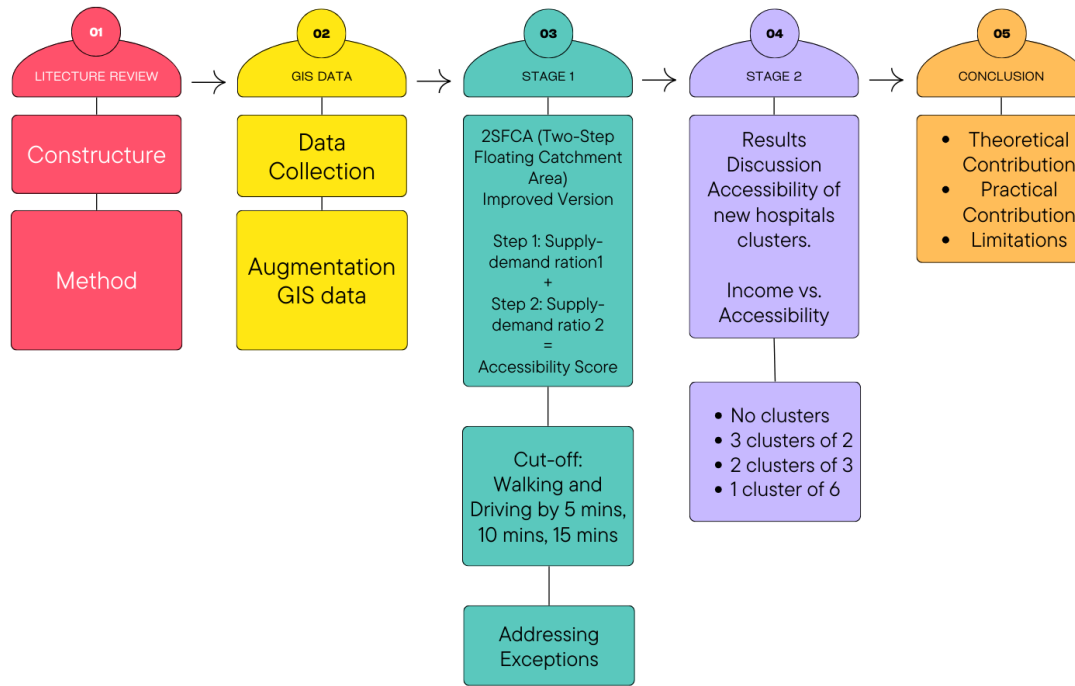 01
LITECTURE REVIEW
Constructure
Method
02
GIS DATA
Data
Collection
Augmentation
GIS data
03
STAGE 1
2SFCA (Two-Step
Floating Catchment
Area)
Improved Version
Step 1: Supply-
demand ration1
+
Step 2: Supply-
demand ratio 2
=
Accessibility Score
Cut-off:
Walking and
Driving by 5 mins,
10 mins, 15 mins
Addressing
Exceptions
04
STAGE 2
Results
Discussion
Accessibility of
new hospitals
clusters.
Income vs.
Accessibility
• No clusters
• 3 clusters of 2
• 2 clusters of 3
• 1 cluster of 6
05
CONCLUSION
• Theoretical
Contribution
• Practical
Contribution
• Limitations